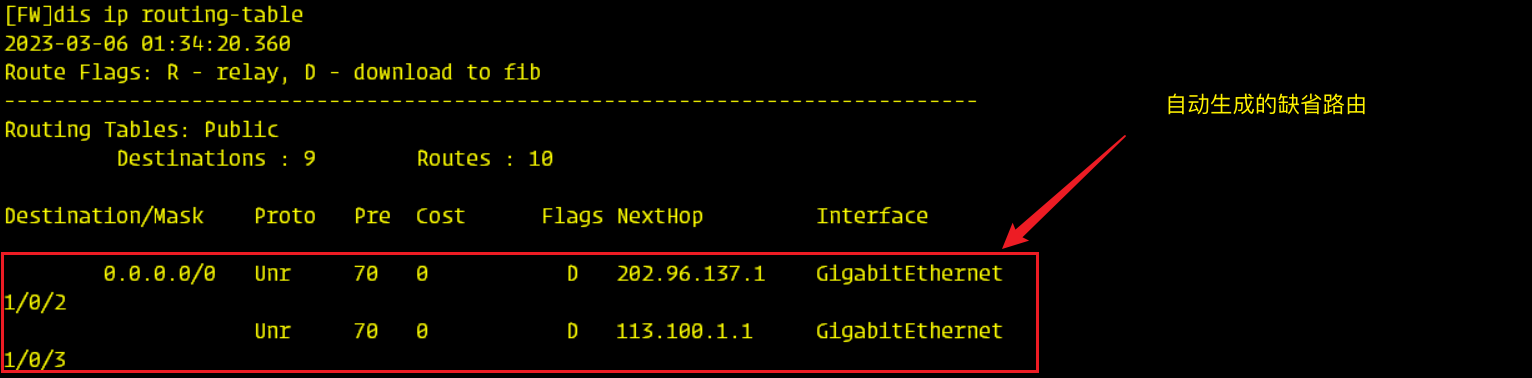 [FW]dis ip routing-table
2023-03-06 01:34:20.360
Route Flags: R - relay, D - download to fib
------------------------------------------------------------------------------
自动生成的缺省路由
Routing Tables: Public
         Destinations : 9        Routes : 10
Destination/Mask    Proto   Pre  Cost      Flags NextHop         Interface
        0.0.0.0/0   Unr     70   0           D   202.96.137.1    GigabitEthernet
1/0/2
                    Unr     70   0           D   113.100.1.1     GigabitEthernet
1/0/3